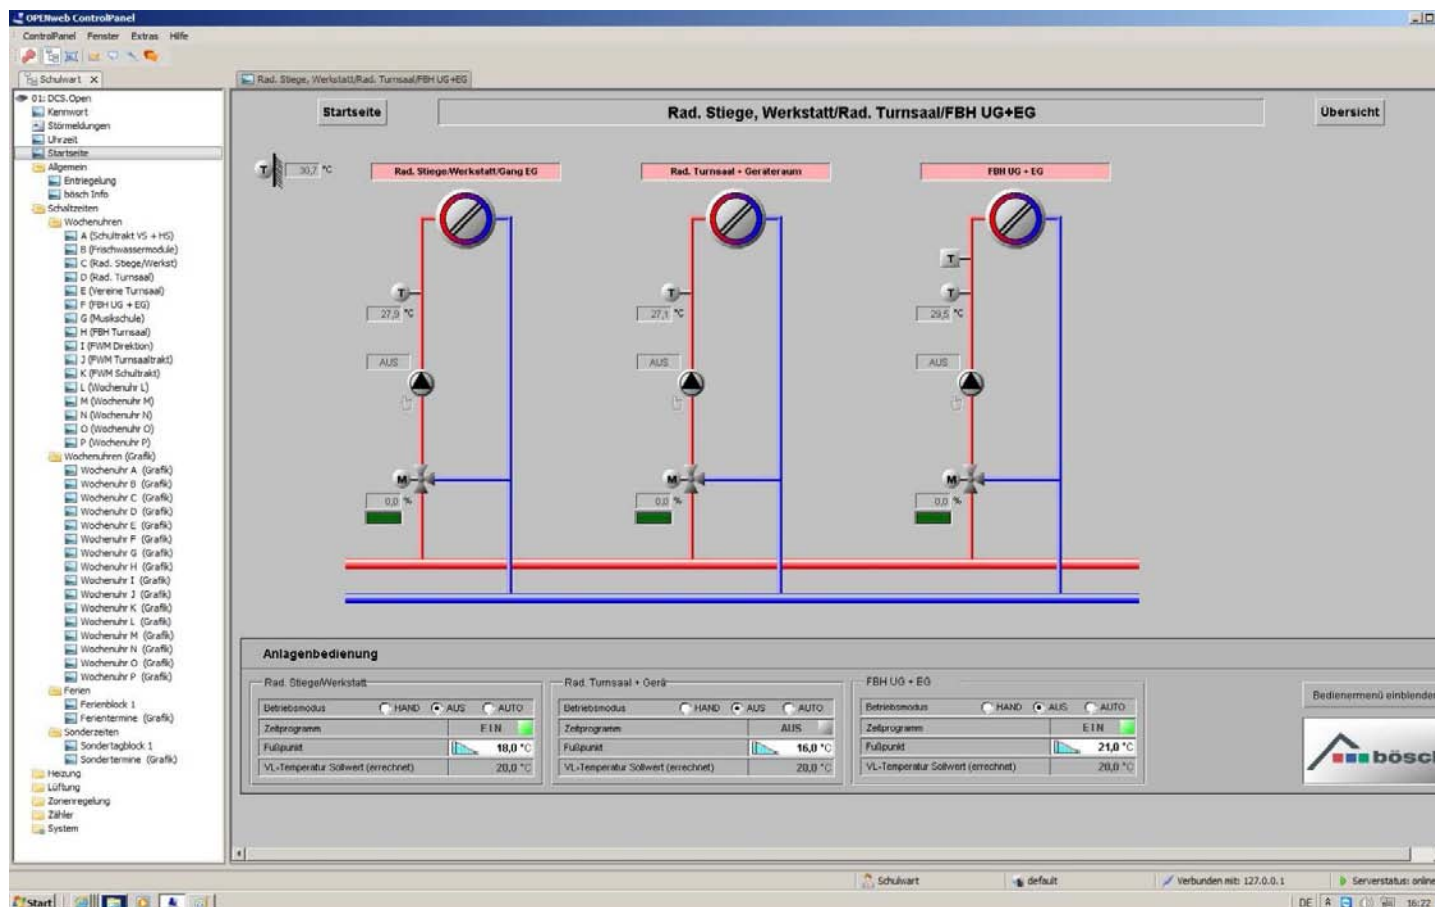 OPENweb ControlPanel
ControlPanel Fenster Extras Hilfe
Schulwart X
Rad. Stiege, Werkstatt/Rad. Turnsaal/FBH UG+EG
01: DCS.Open
Kennwort
Störmeldungen
Uhrzeit
Startseite
Allgemein
Entriegelung
bösch Info
Schaltzeiten
Wochenuhren
A (Schultrakt VS + HS)
B (Frischwassermodule)
C (Rad. Stiege/Werkst)
D (Rad. Turnsaal)
E (Vereine Turnsaal)
F (FBH UG + EG)
G (Musikschule)
H (FBH Turnsaal)
I (FWM Direktion)
J (FWM Turnsaaltrakt)
K (FWM Schultrakt)
L (Wochenuhr L)
M (Wochenuhr M)
N (Wochenuhr N)
O (Wochenuhr O)
P (Wochenuhr P)
Wochenuhren (Grafik)
Wochenuhr A (Grafik)
Wochenuhr B (Grafik)
Wochenuhr C (Grafik)
Wochenuhr D (Grafik)
Wochenuhr E (Grafik)
Wochenuhr F (Grafik)
Wochenuhr G (Grafik)
Wochenuhr H (Grafik)
Wochenuhr I (Grafik)
Wochenuhr J (Grafik)
Wochenuhr K (Grafik)
Wochenuhr L (Grafik)
Wochenuhr M (Grafik)
Wochenuhr N (Grafik)
Wochenuhr O (Grafik)
Wochenuhr P (Grafik)
Ferien
Ferienblock 1
Ferientermine (Grafik)
Sonderzeiten
Sondertagblock 1
Sondertermine (Grafik)
Heizung
Lüftung
Zonenregelung
Zähler
System
Startseite
Rad. Stiege, Werkstatt/Rad. Turnsaal/FBH UG+EG
Übersicht
T 30,7 °C
Rad. Stiege/Werkstatt/Gang EG
Rad. Turnsaal + Geräteraum
FBH UG + EG
T
T
T
T
27,9 °C
27,1 °C
29,5 °C
AUS
AUS
AUS
M
M
M
0,0 %
0,0 %
0,0 %
Anlagenbedienung
Rad. Stiege/Werkstatt
Betriebsmodus HAND AUS AUTO
Zeitprogramm EIN
Fußpunkt 18,0 °C
VL-Temperatur Sollwert (errechnet) 20,0 °C
Rad. Turnsaal + Gerä
Betriebsmodus HAND AUS AUTO
Zeitprogramm AUS
Fußpunkt 16,0 °C
VL-Temperatur Sollwert (errechnet) 20,0 °C
FBH UG + EG
Betriebsmodus HAND AUS AUTO
Zeitprogramm EIN
Fußpunkt 21,0 °C
VL-Temperatur Sollwert (errechnet) 20,0 °C
Bedienermenü einblenden
bösch
Schulwart
default
Verbunden mit: 127.0.0.1
Serverstatus: online
Start
DE
16:22